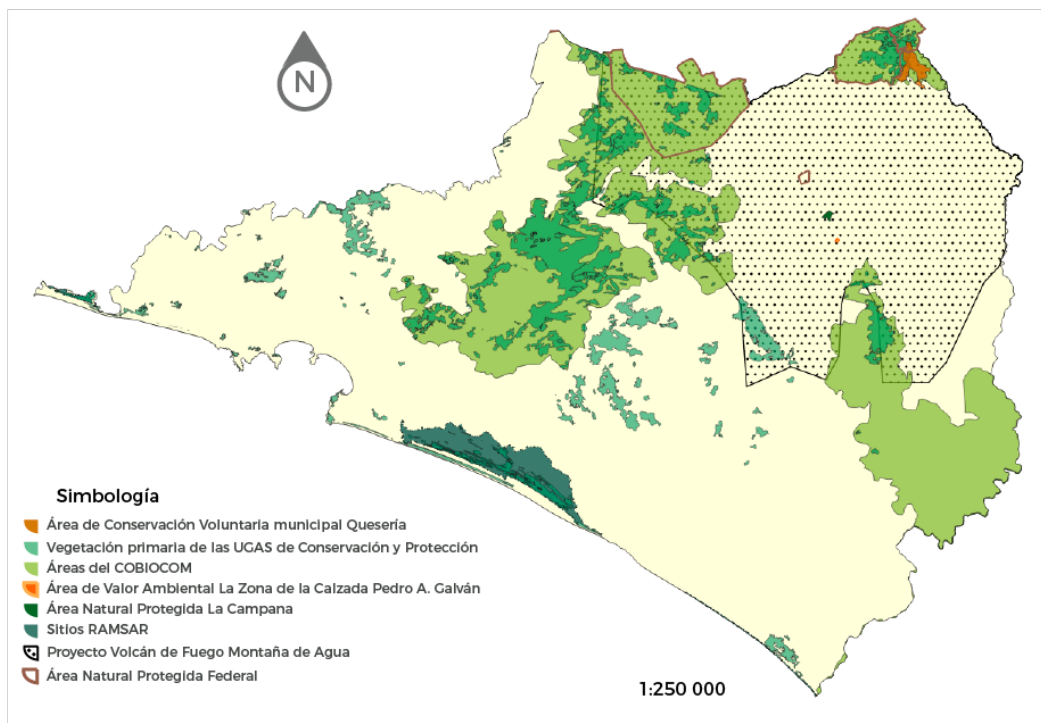 N
Simbología
Área de Conservación Voluntaria municipal Quesería
Vegetación primaria de las UGAS de Conservación y Protección
Áreas del COBIOCOM
Área de Valor Ambiental La Zona de la Calzada Pedro A. Galván
Área Natural Protegida La Campana
Sitios RAMSAR
Proyecto Volcán de Fuego Montaña de Agua
Área Natural Protegida Federal
1:250 000